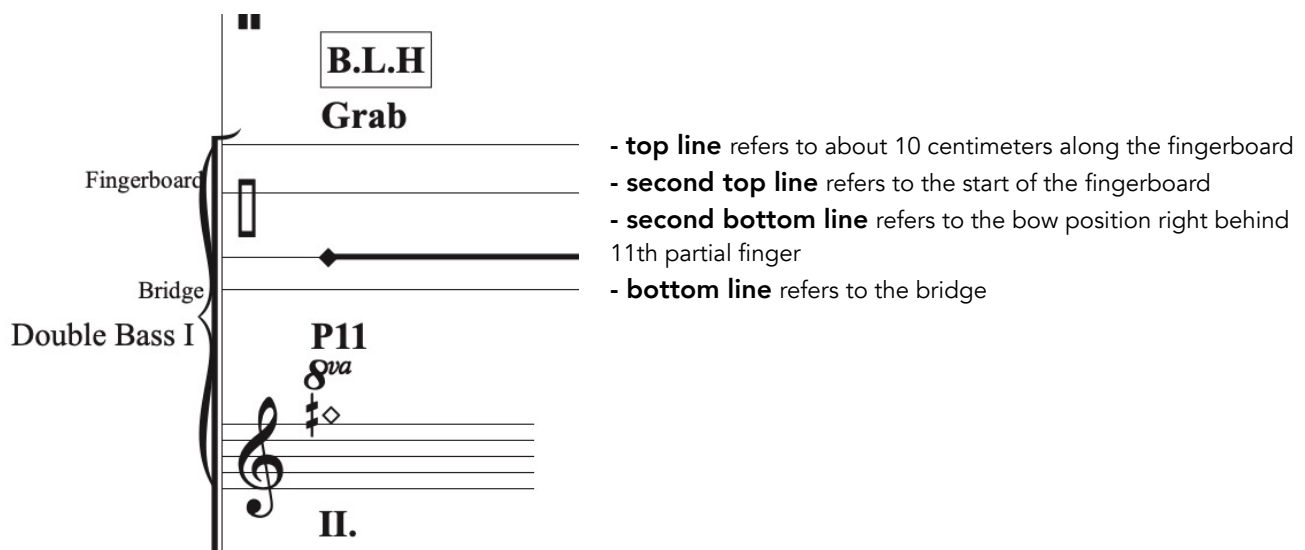 B.L.H
Grab
Fingerboard
Bridge
Double Bass I
P11
8va
II.
- top line refers to about 10 centimeters along the fingerboard
- second top line refers to the start of the fingerboard
- second bottom line refers to the bow position right behind
11th partial finger
- bottom line refers to the bridge